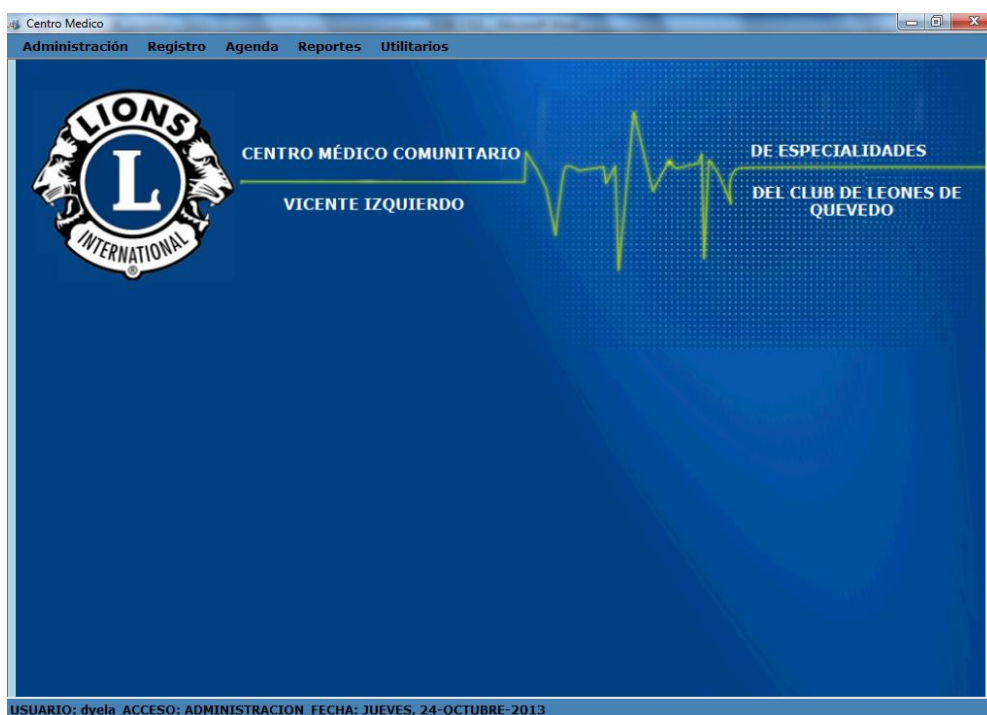 Centro Medico
Administración Registro Agenda Reportes Utilitarios
LIONS
L
INTERNATIONAL
®
CENTRO MÉDICO COMUNITARIO
VICENTE IZQUIERDO
DE ESPECIALIDADES
DEL CLUB DE LEONES DE
QUEVEDO
USUARIO: dyela ACCESO: ADMINISTRACION FECHA: JUEVES, 24-OCTUBRE-2013